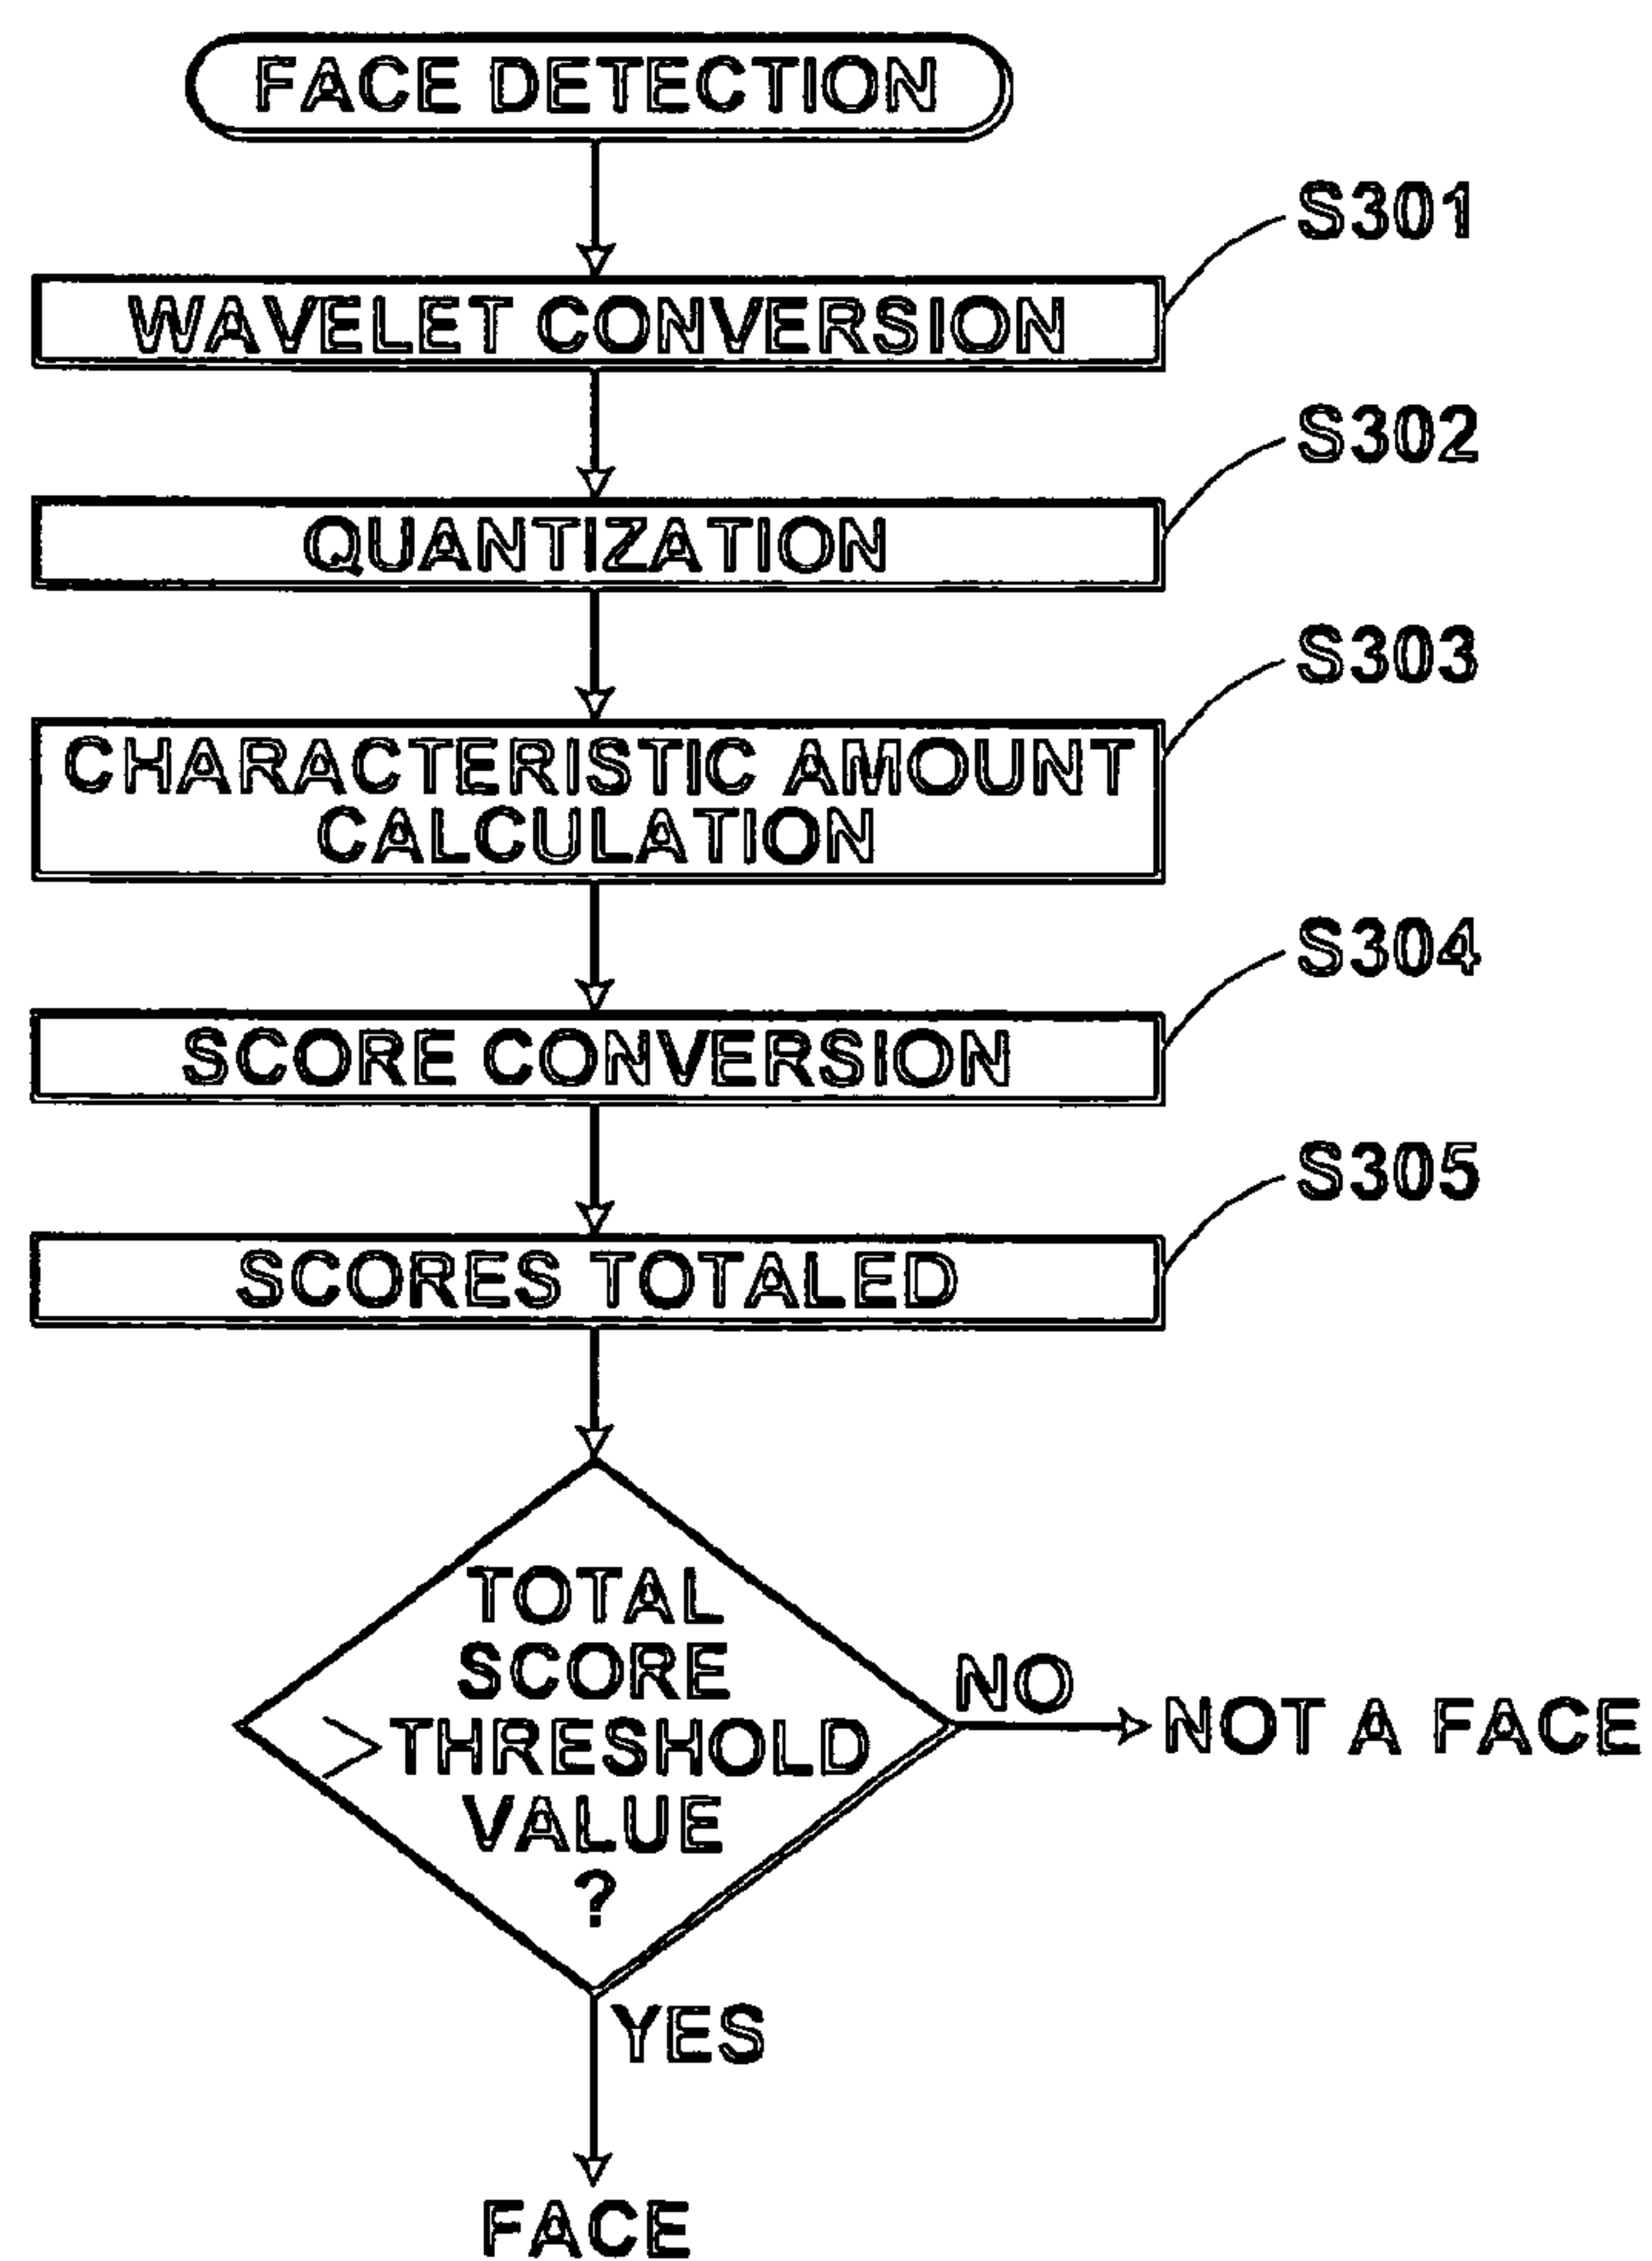 FACE DETECTION
S301
WAVELET CONVERSION
S302
QUANTIZATION
S303
CHARACTERISTIC AMOUNT
CALCULATION
S304
SCORE CONVERSION
S305
SCORES TOTALED
TOTAL
SCORE
>THRESHOLD
VALUE
?
NO
NOT A FACE
YES
FACE